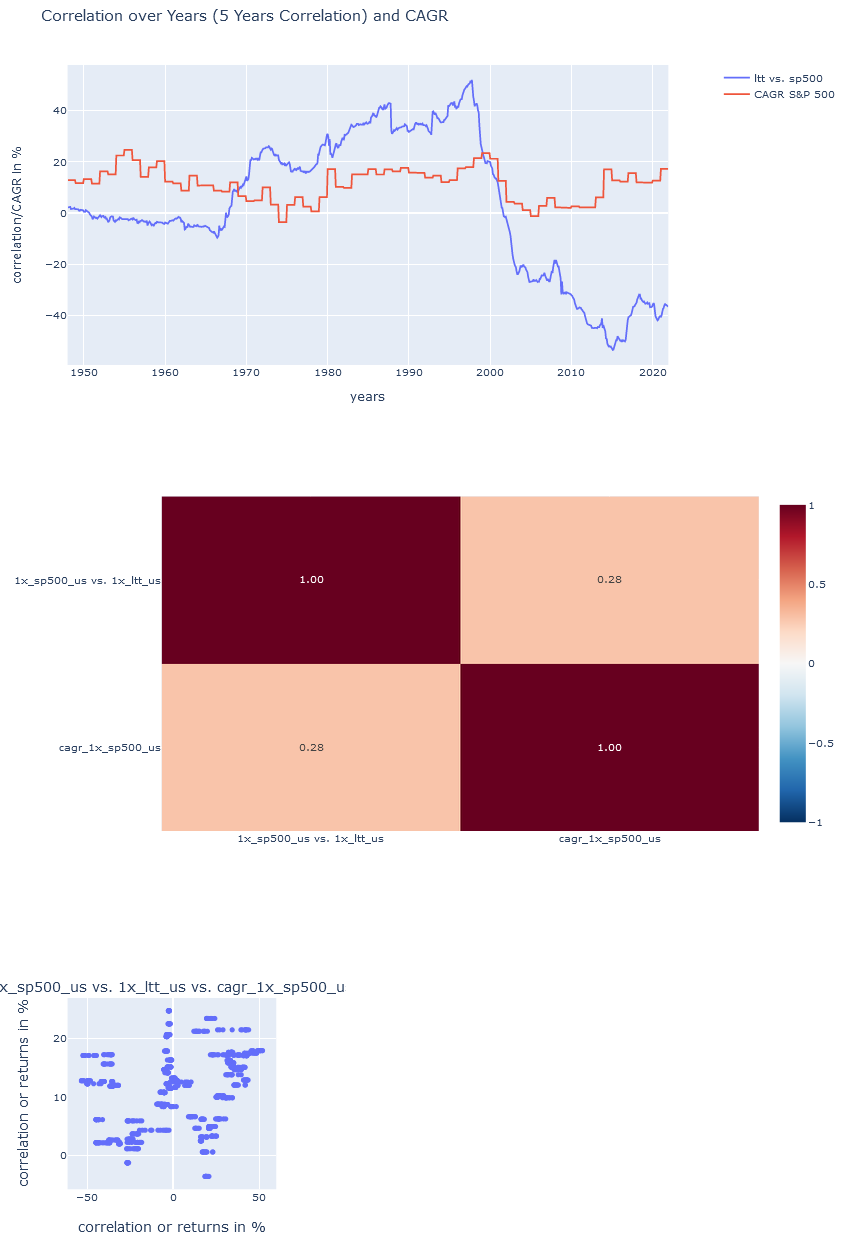 Correlation over Years (5 Years Correlation) and CAGR
ltt vs. sp500
CAGR S&P 500
correlation/CAGR in %
40
20
0
−20
−40
1950
1960
1970
1980
1990
2000
2010
2020
years
1x_sp500_us vs. 1x_ltt_us
cagr_1x_sp500_us
1.00
0.28
0.28
1.00
1x_sp500_us vs. 1x_ltt_us
cagr_1x_sp500_us
1
0.5
0
−0.5
−1
x_sp500_us vs. 1x_ltt_us vs. cagr_1x_sp500_u
correlation or returns in %
20
10
0
−50
0
50
correlation or returns in %